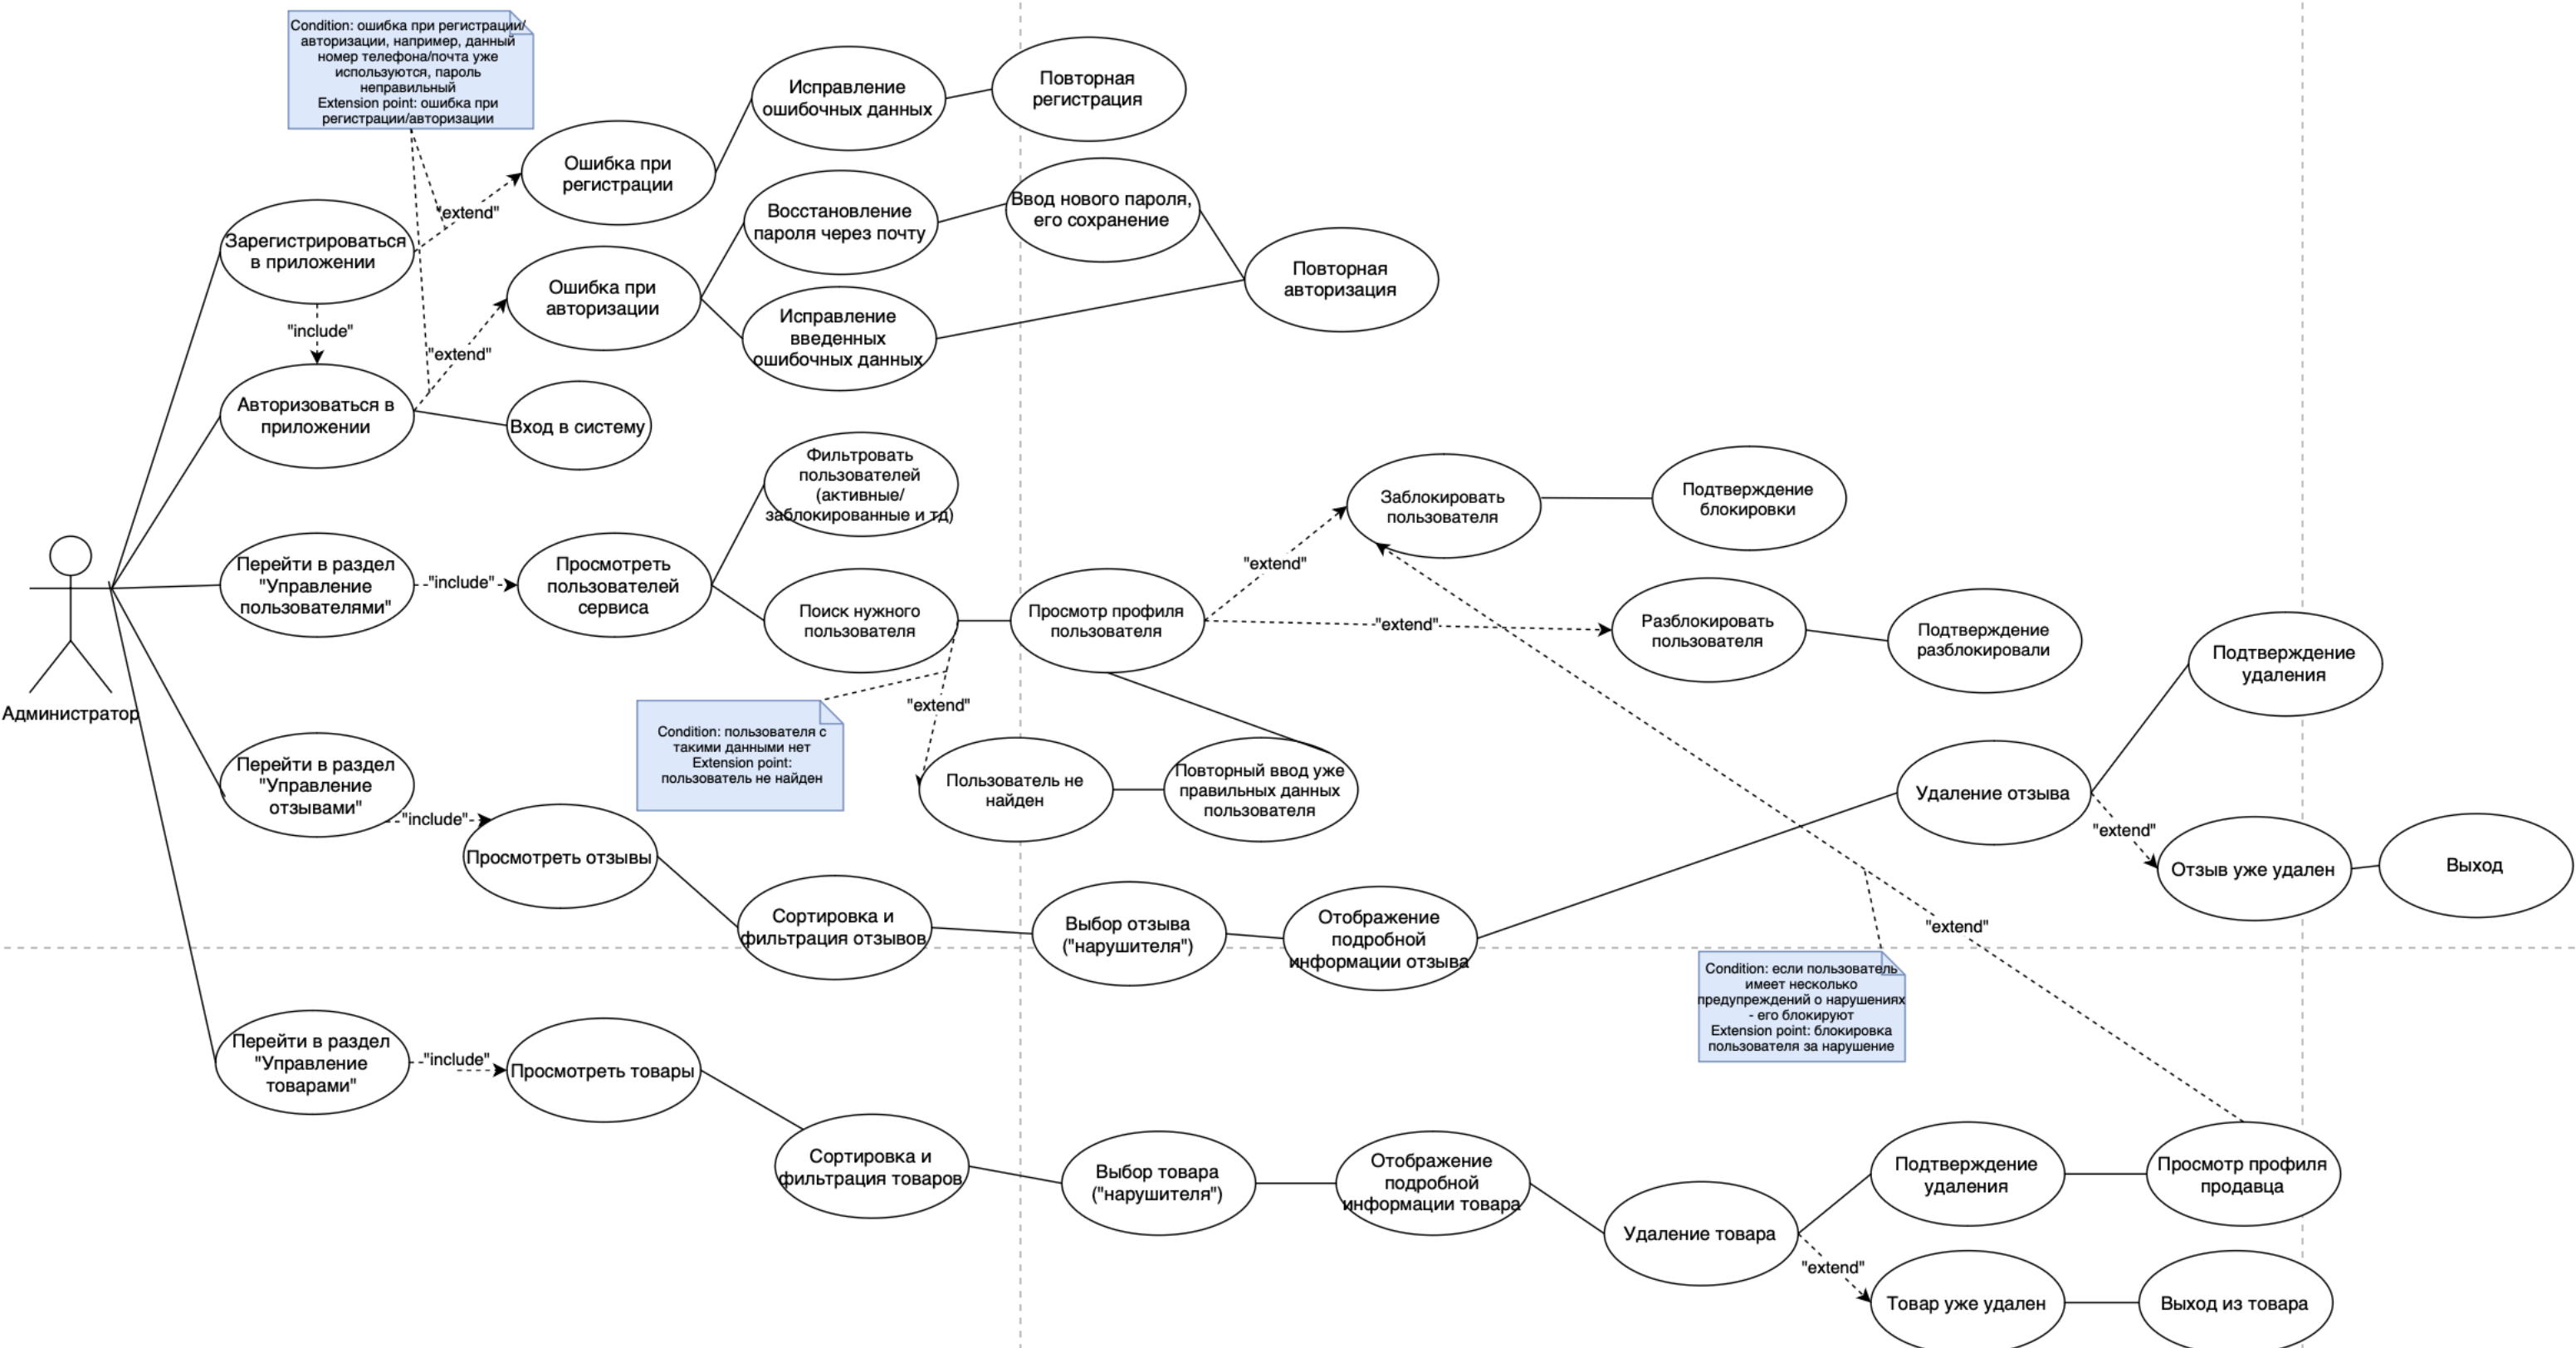 Condition: ошибка при регистрации/
авторизации, например, данный
номер телефона/почта уже
используются, пароль
неправильный
Extension point: ошибка при
регистрации/авторизации
Исправление
ошибочных данных
Повторная
регистрация
Ошибка при
регистрации
"extend"
Зарегистрироваться
в приложении
Восстановление
пароля через почту
Ввод нового пароля,
его сохранение
Повторная
авторизация
Ошибка при
авторизации
Исправление
введенных
ошибочных данных
"include"
"extend"
Авторизоваться в
приложении
Вход в систему
Фильтровать
пользователей
(активные/
заблокированные и тд)
Заблокировать
пользователя
Подтверждение
блокировки
Перейти в раздел
"Управление
пользователями"
"include"
Просмотреть
пользователей
сервиса
Поиск нужного
пользователя
Просмотр профиля
пользователя
"extend"
"extend"
Разблокировать
пользователя
Подтверждение
разблокировали
Подтверждение
удаления
Администратор
Condition: пользователя с
такими данными нет
Extension point:
пользователь не найден
"extend"
Пользователь не
найден
Повторный ввод уже
правильных данных
пользователя
Удаление отзыва
"extend"
Отзыв уже удален
Выход
Перейти в раздел
"Управление
отзывами"
"include"
Просмотреть отзывы
Сортировка и
фильтрация отзывов
Выбор отзыва
("нарушителя")
Отображение
подробной
информации отзыва
"extend"
Condition: если пользователь
имеет несколько
предупреждений о нарушениях
- его блокируют
Extension point: блокировка
пользователя за нарушение
Перейти в раздел
"Управление
товарами"
"include"
Просмотреть товары
Сортировка и
фильтрация товаров
Выбор товара
("нарушителя")
Отображение
подробной
информации товара
Удаление товара
Подтверждение
удаления
Просмотр профиля
продавца
"extend"
Товар уже удален
Выход из товара